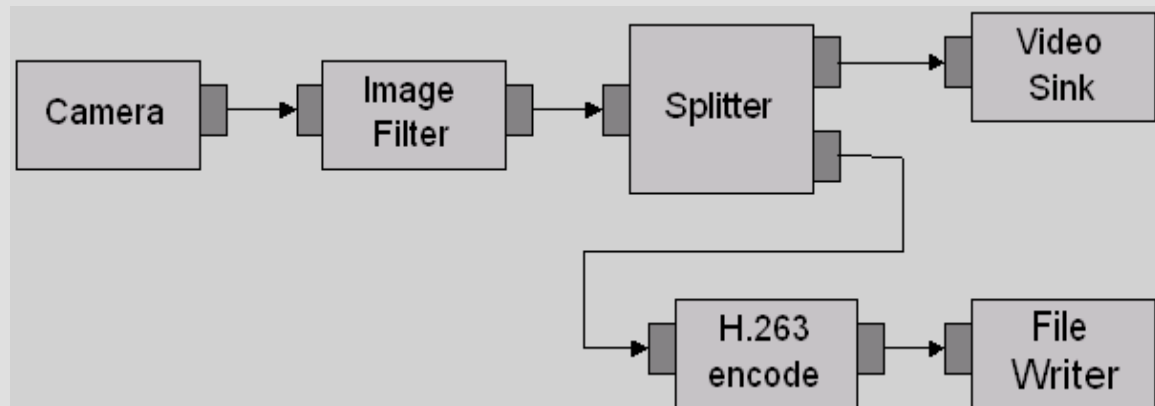 Camera
Image
Filter
Splitter
Video
Sink
H.263
encode
File
Writer